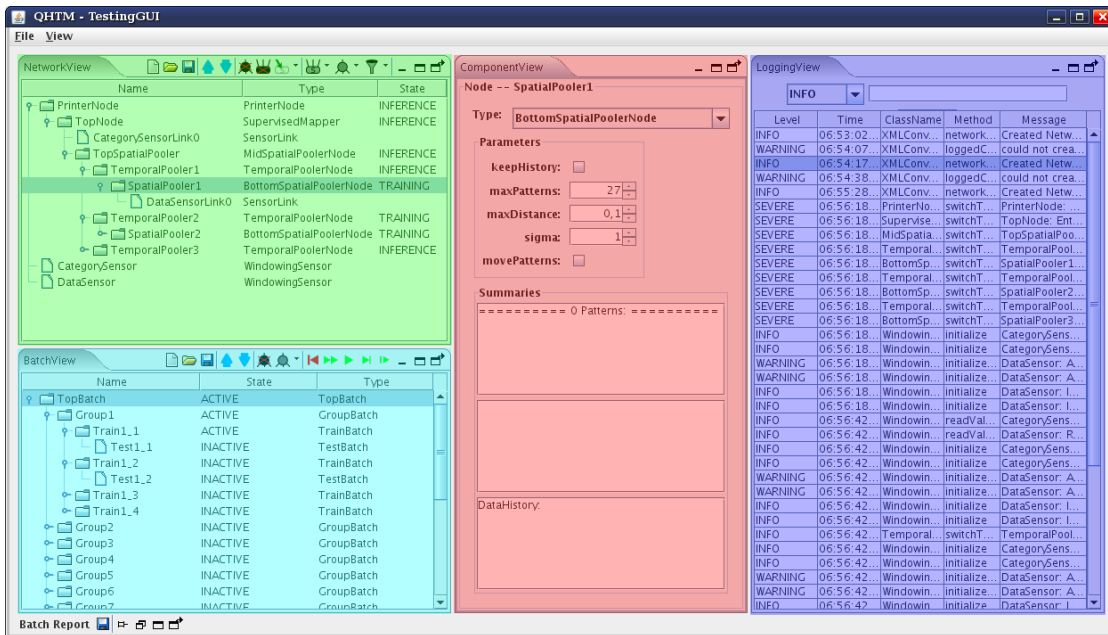 QHTM - TestingGUI
File View
NetworkView
Name Type State
PrinterNode PrinterNode INFERENCE
TopNode SupervisedMapper INFERENCE
CategorySensorLink0 SensorLink
TopSpatialPooler MidSpatialPoolerNode INFERENCE
TemporalPooler1 TemporalPoolerNode INFERENCE
SpatialPooler1 BottomSpatialPoolerNode TRAINING
DataSensorLink0 SensorLink
TemporalPooler2 TemporalPoolerNode TRAINING
SpatialPooler2 BottomSpatialPoolerNode TRAINING
TemporalPooler3 TemporalPoolerNode INFERENCE
CategorySensor WindowingSensor
DataSensor WindowingSensor
BatchView
Name State Type
TopBatch ACTIVE TopBatch
Group1 ACTIVE GroupBatch
Train1_1 ACTIVE TrainBatch
Test1_1 INACTIVE TestBatch
Train1_2 INACTIVE TrainBatch
Test1_2 INACTIVE TestBatch
Train1_3 INACTIVE TrainBatch
Train1_4 INACTIVE TrainBatch
Group2 INACTIVE GroupBatch
Group3 INACTIVE GroupBatch
Group4 INACTIVE GroupBatch
Group5 INACTIVE GroupBatch
Group6 INACTIVE GroupBatch
Group7 INACTIVE GroupBatch
Batch Report
ComponentView
Node -- SpatialPooler1
Type: BottomSpatialPoolerNode
Parameters
keepHistory:
maxPatterns: 27
maxDistance: 0,1
sigma: 1
movePatterns:
Summaries
========== 0 Patterns: ==========
DataHistory:
LoggingView
INFO
Level Time ClassName Method Message
INFO 06:53:02... XMLConv... network... Created Netw...
WARNING 06:54:07... XMLConv... loggedC... could not crea...
INFO 06:54:17... XMLConv... network... Created Netw...
WARNING 06:54:38... XMLConv... loggedC... could not crea...
INFO 06:55:28... XMLConv... network... Created Netw...
SEVERE 06:56:18... PrinterNo... switchT... PrinterNode: ...
SEVERE 06:56:18... Supervise... switchT... TopNode: Ent...
SEVERE 06:56:18... MidSpatia... switchT... TopSpatialPoo...
SEVERE 06:56:18... Temporal... switchT... TemporalPool...
SEVERE 06:56:18... BottomSp... switchT... SpatialPooler1...
SEVERE 06:56:18... Temporal... switchT... TemporalPool...
SEVERE 06:56:18... BottomSp... switchT... SpatialPooler2...
SEVERE 06:56:18... Temporal... switchT... TemporalPool...
SEVERE 06:56:18... BottomSp... switchT... SpatialPooler3...
INFO 06:56:18... Windowin... initialize CategorySens...
INFO 06:56:18... Windowin... initialize CategorySens...
WARNING 06:56:18... Windowin... initialize... DataSensor: A...
WARNING 06:56:18... Windowin... initialize... DataSensor: A...
INFO 06:56:18... Windowin... initialize... DataSensor: I...
INFO 06:56:18... Windowin... initialize... DataSensor: I...
INFO 06:56:42... Windowin... readVal... CategorySens...
INFO 06:56:42... Windowin... readVal... DataSensor: R...
INFO 06:56:42... Windowin... initialize CategorySens...
INFO 06:56:42... Windowin... initialize CategorySens...
WARNING 06:56:42... Windowin... initialize... DataSensor: A...
WARNING 06:56:42... Windowin... initialize... DataSensor: A...
INFO 06:56:42... Windowin... initialize... DataSensor: I...
INFO 06:56:42... Windowin... initialize... DataSensor: I...
INFO 06:56:42... Temporal... switchT... TemporalPool...
INFO 06:56:42... Windowin... initialize CategorySens...
INFO 06:56:42... Windowin... initialize CategorySens...
WARNING 06:56:42... Windowin... initialize... DataSensor: A...
WARNING 06:56:42... Windowin... initialize... DataSensor: A...
INFO 06:56:42... Windowin... initialize... DataSensor: I...